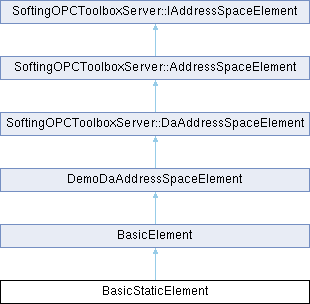 SoftingOPCToolboxServer::IAddressSpaceElement
SoftingOPCToolboxServer::AddressSpaceElement
SoftingOPCToolboxServer::DaAddressSpaceElement
DemoDaAddressSpaceElement
BasicElement
BasicStaticElement